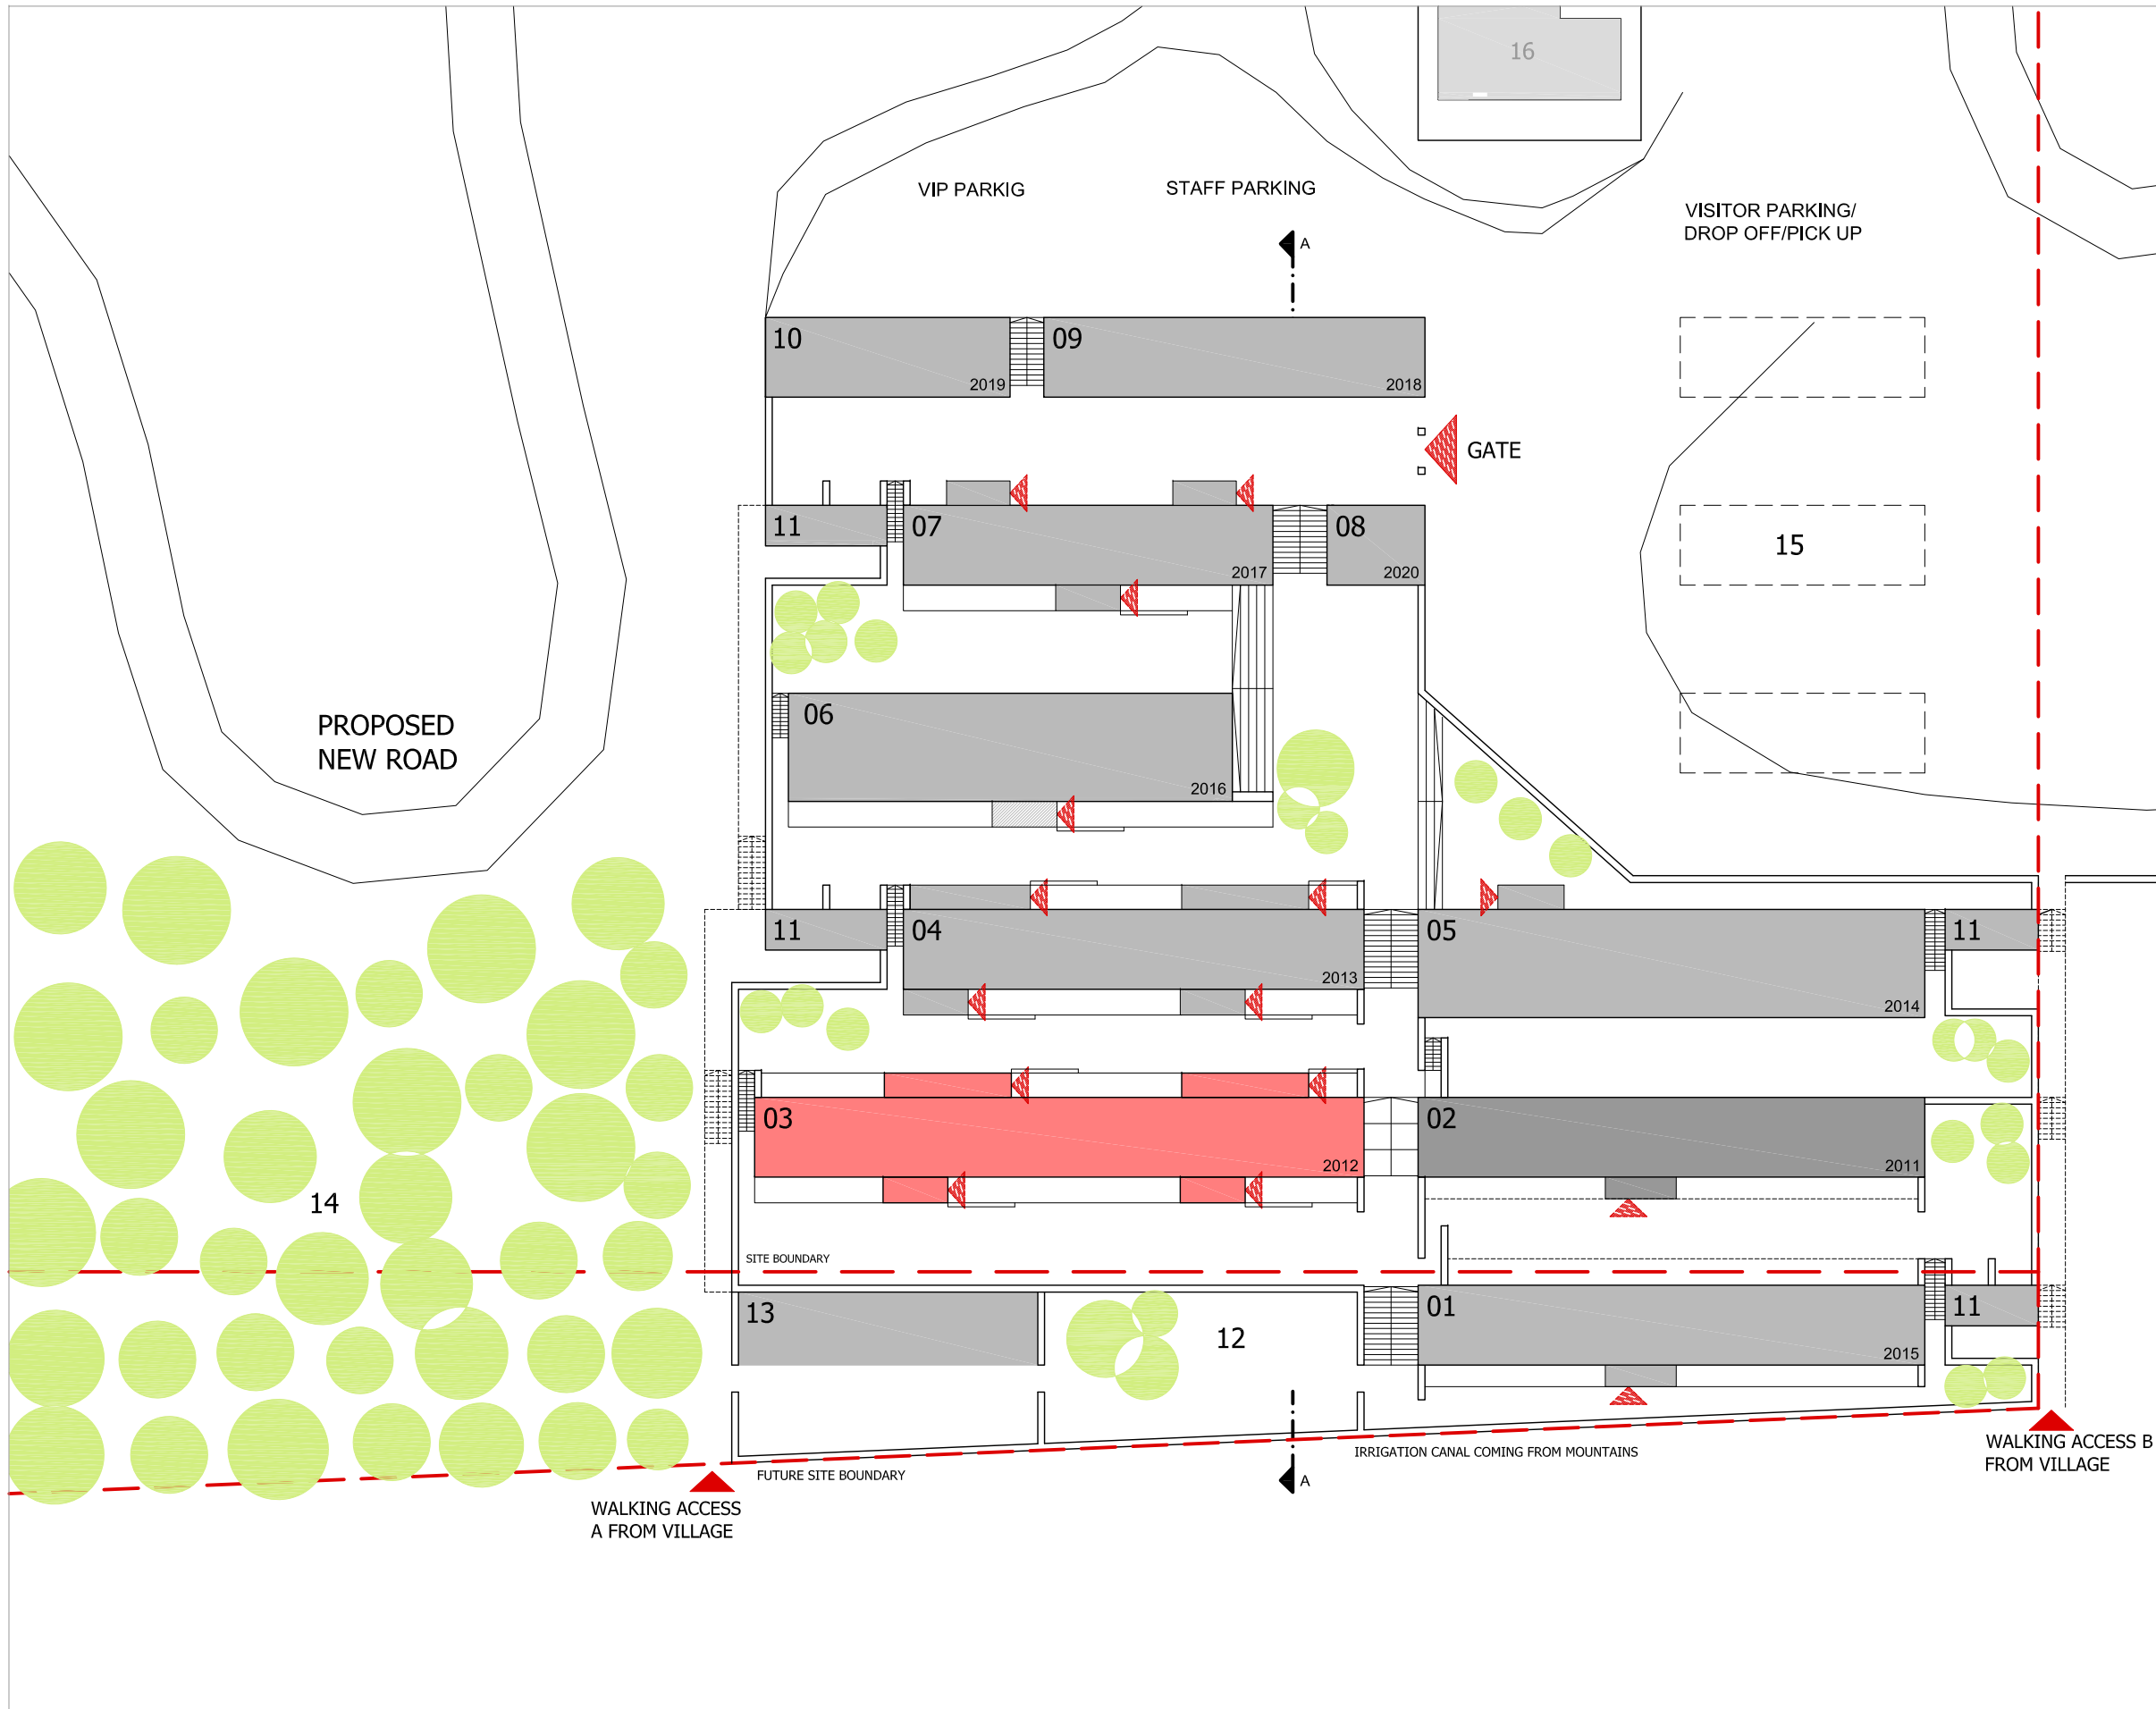 16
VIP PARKIG
STAFF PARKING
VISITOR PARKING/
DROP OFF/PICK UP
A
10
2019
09
2018
GATE
11
07
2017
08
2020
15
PROPOSED
NEW ROAD
06
2016
11
04
2013
05
2014
11
03
2012
02
2011
14
SITE BOUNDARY
13
12
01
2015
11
WALKING ACCESS B
FROM VILLAGE
IRRIGATION CANAL COMING FROM MOUNTAINS
FUTURE SITE BOUNDARY
A
WALKING ACCESS
A FROM VILLAGE